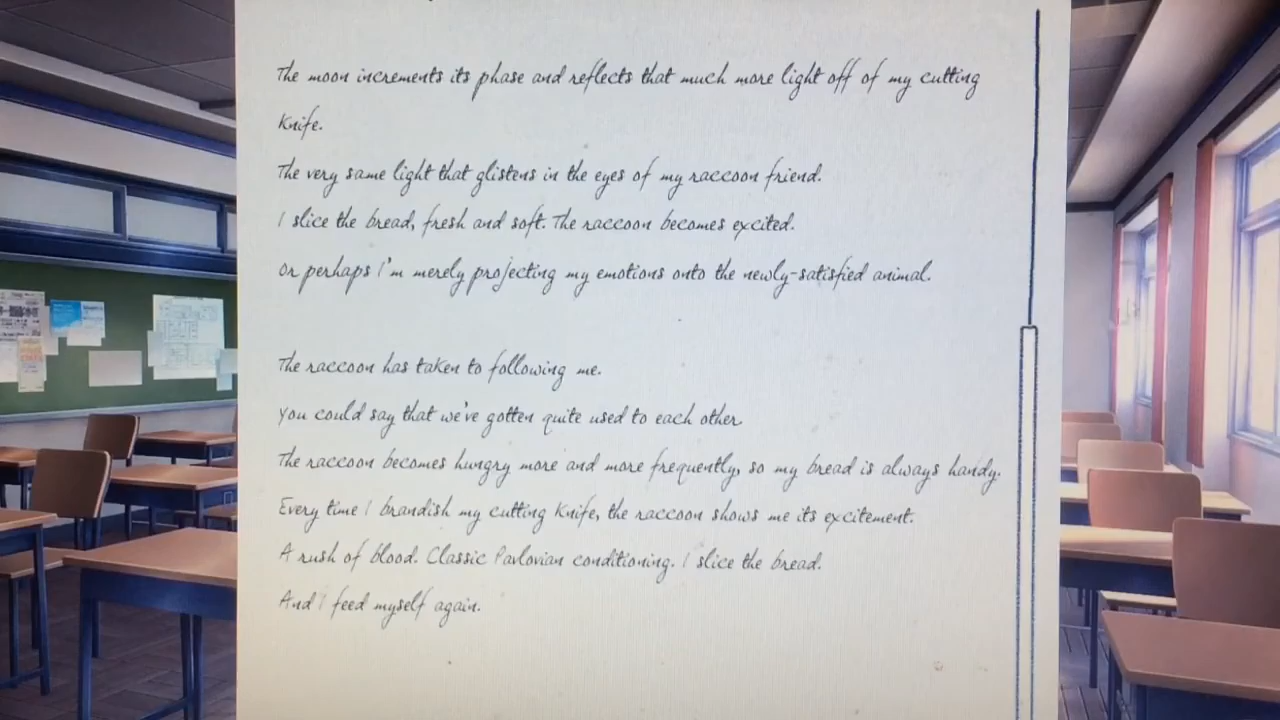 The moon increments its phase and reflects that much more light off of my cutting
knife.
The very same light that glistens in the eyes of my raccoon friend.
I slice the bread, fresh and soft. The raccoon becomes excited.
Or perhaps I'm merely projecting my emotions onto the newly-satisfied animal.
The raccoon has taken to following me.
You could say that we've gotten quite used to each other.
The raccoon becomes hungry more and more frequently, so my bread is always handy.
Every time I brandish my cutting knife, the raccoon shows me its excitement.
A rush of blood. Classic Pavlovian conditioning. I slice the bread.
And I feed myself again.